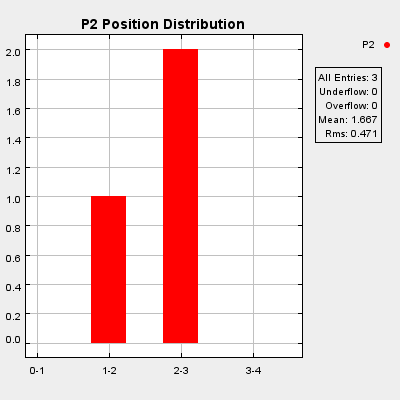 P2 Position Distribution
P2
All Entries: 3
Underflow: 0
Overflow: 0
Mean: 1.667
Rms: 0.471
2.0
1.8
1.6
1.4
1.2
1.0
0.8
0.6
0.4
0.2
0.0
0-1 1-2 2-3 3-4